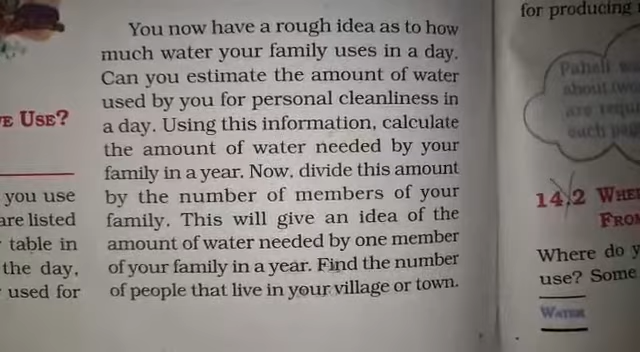 E USE?
you use
are listed
table in
the day,
used for
You now have a rough idea as to how
much water your family uses in a day.
Can you estimate the amount of water
used by you for personal cleanliness in
a day. Using this information, calculate
the amount of water needed by your
family in a year. Now, divide this amount
by the number of members of your
family. This will give an idea of the
amount of water needed by one member
of your family in a year. Find the number
of people that live in your village or town.
for producing
Paheli
about
are
each
14.2 WHE
FRO
Where do y
use? Some
WATER